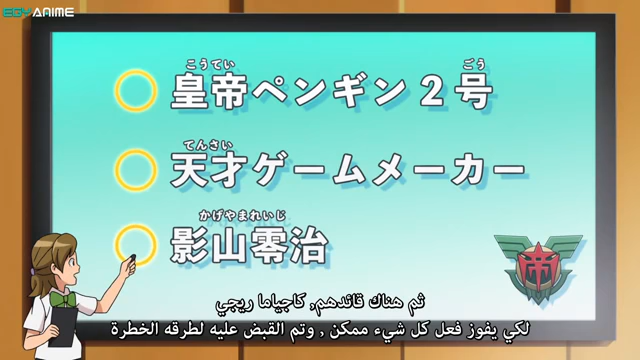 EGYANIME
こうてい ごう
皇帝ペンギン2号
てんさい
天才ゲームメーカー
かげやまれいじ
影山零治
帝
ثم هناك قائدهم, كاجياما ريجي
لكي يفوز فعل كل شيء ممكن , وتم القبض عليه لطرقه الخطرة